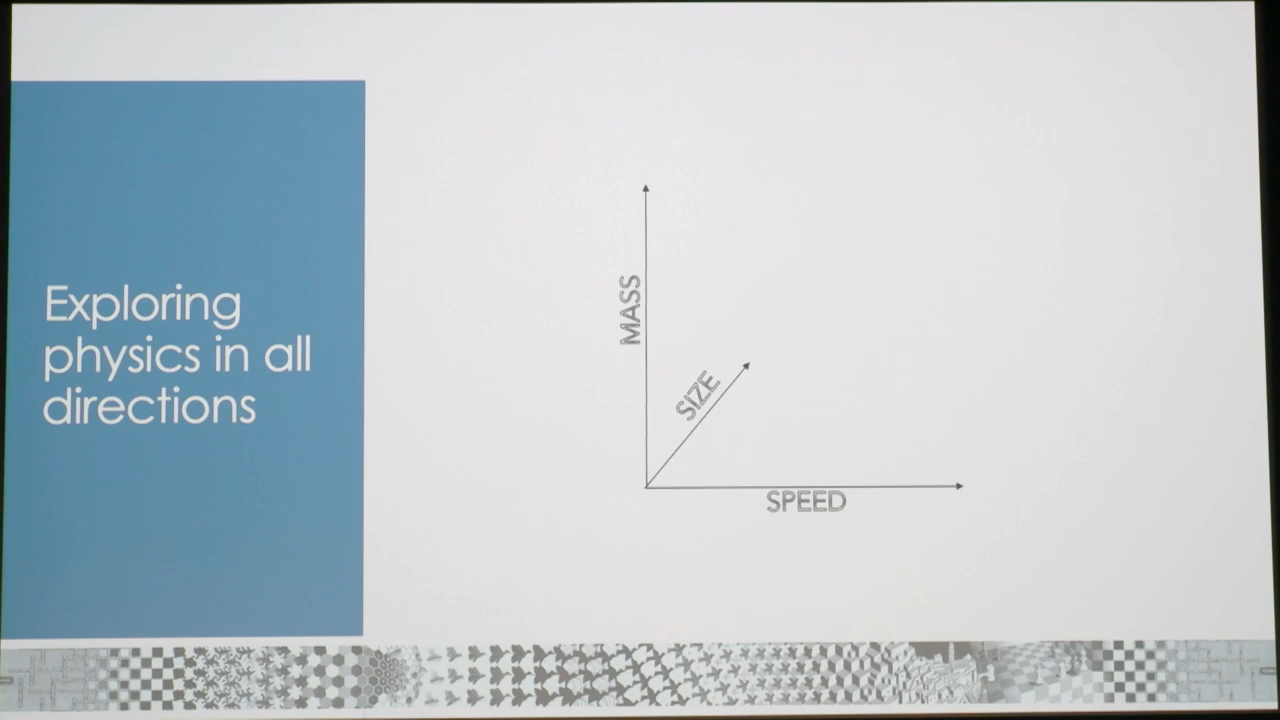 Exploring
physics in all
directions
MASS
SIZE
SPEED